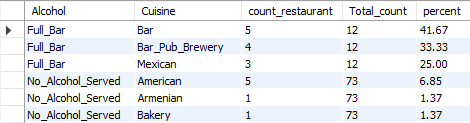 Alcohol Cuisine count_restaurant Total_count percent
Full_Bar Bar 5 12 41.67
Full_Bar Bar_Pub_Brewery 4 12 33.33
Full_Bar Mexican 3 12 25.00
No_Alcohol_Served American 5 73 6.85
No_Alcohol_Served Armenian 1 73 1.37
No_Alcohol_Served Bakery 1 73 1.37